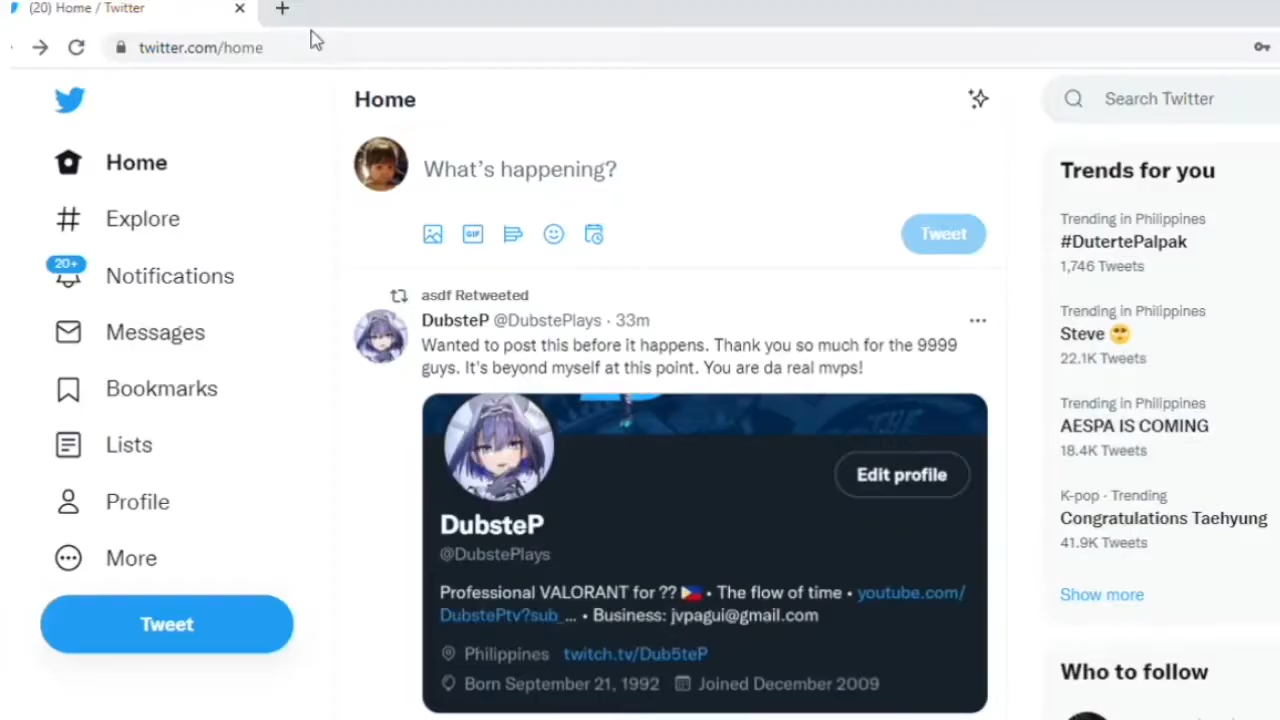 (20) Home / Twitter
twitter.com/home
Home
Explore
20+
Notifications
Messages
Bookmarks
Lists
Profile
More
Tweet
Home
What's happening?
GIF
Tweet
asdf Retweeted
DubsteP @DubstePlays · 33m
Wanted to post this before it happens. Thank you so much for the 9999
guys. It's beyond myself at this point. You are da real mvps!
THE
Edit profile
DubsteP
@DubstePlays
Professional VALORANT for ?? 🇵🇭 • The flow of time • youtube.com/
DubstePtv?sub_... • Business: jvpagui@gmail.com
Philippines twitch.tv/Dub5teP
Born September 21, 1992 Joined December 2009
Search Twitter
Trends for you
Trending in Philippines
#DutertePalpak
1,746 Tweets
Trending in Philippines
Steve 🥺
22.1K Tweets
Trending in Philippines
AESPA IS COMING
18.4K Tweets
K-pop · Trending
Congratulations Taehyung
41.9K Tweets
Show more
Who to follow